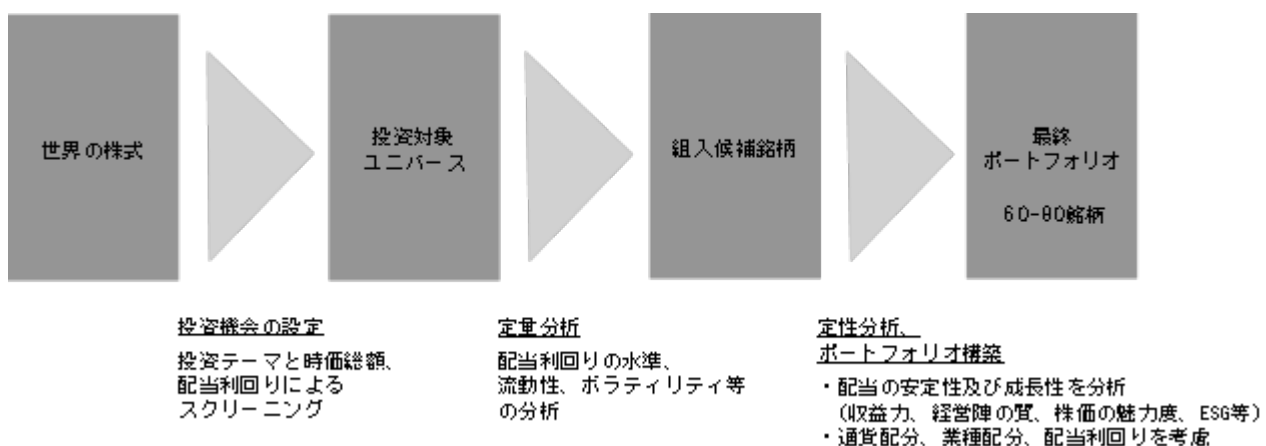 世界の株式
投資対象
ユニバース
組入候補銘柄
最終
ポートフォリオ
60-80銘柄
投資機会の設定
投資テーマと時価総額、
配当利回りによる
スクリーニング
定量分析
配当利回りの水準、
流動性、ボラティリティ等
の分析
定性分析、
ポートフォリオ構築
・配当の安定性及び成長性を分析
（収益力、経営陣の質、株価の魅力度、ESG等）
・通貨配分、業種配分、配当利回りを考慮